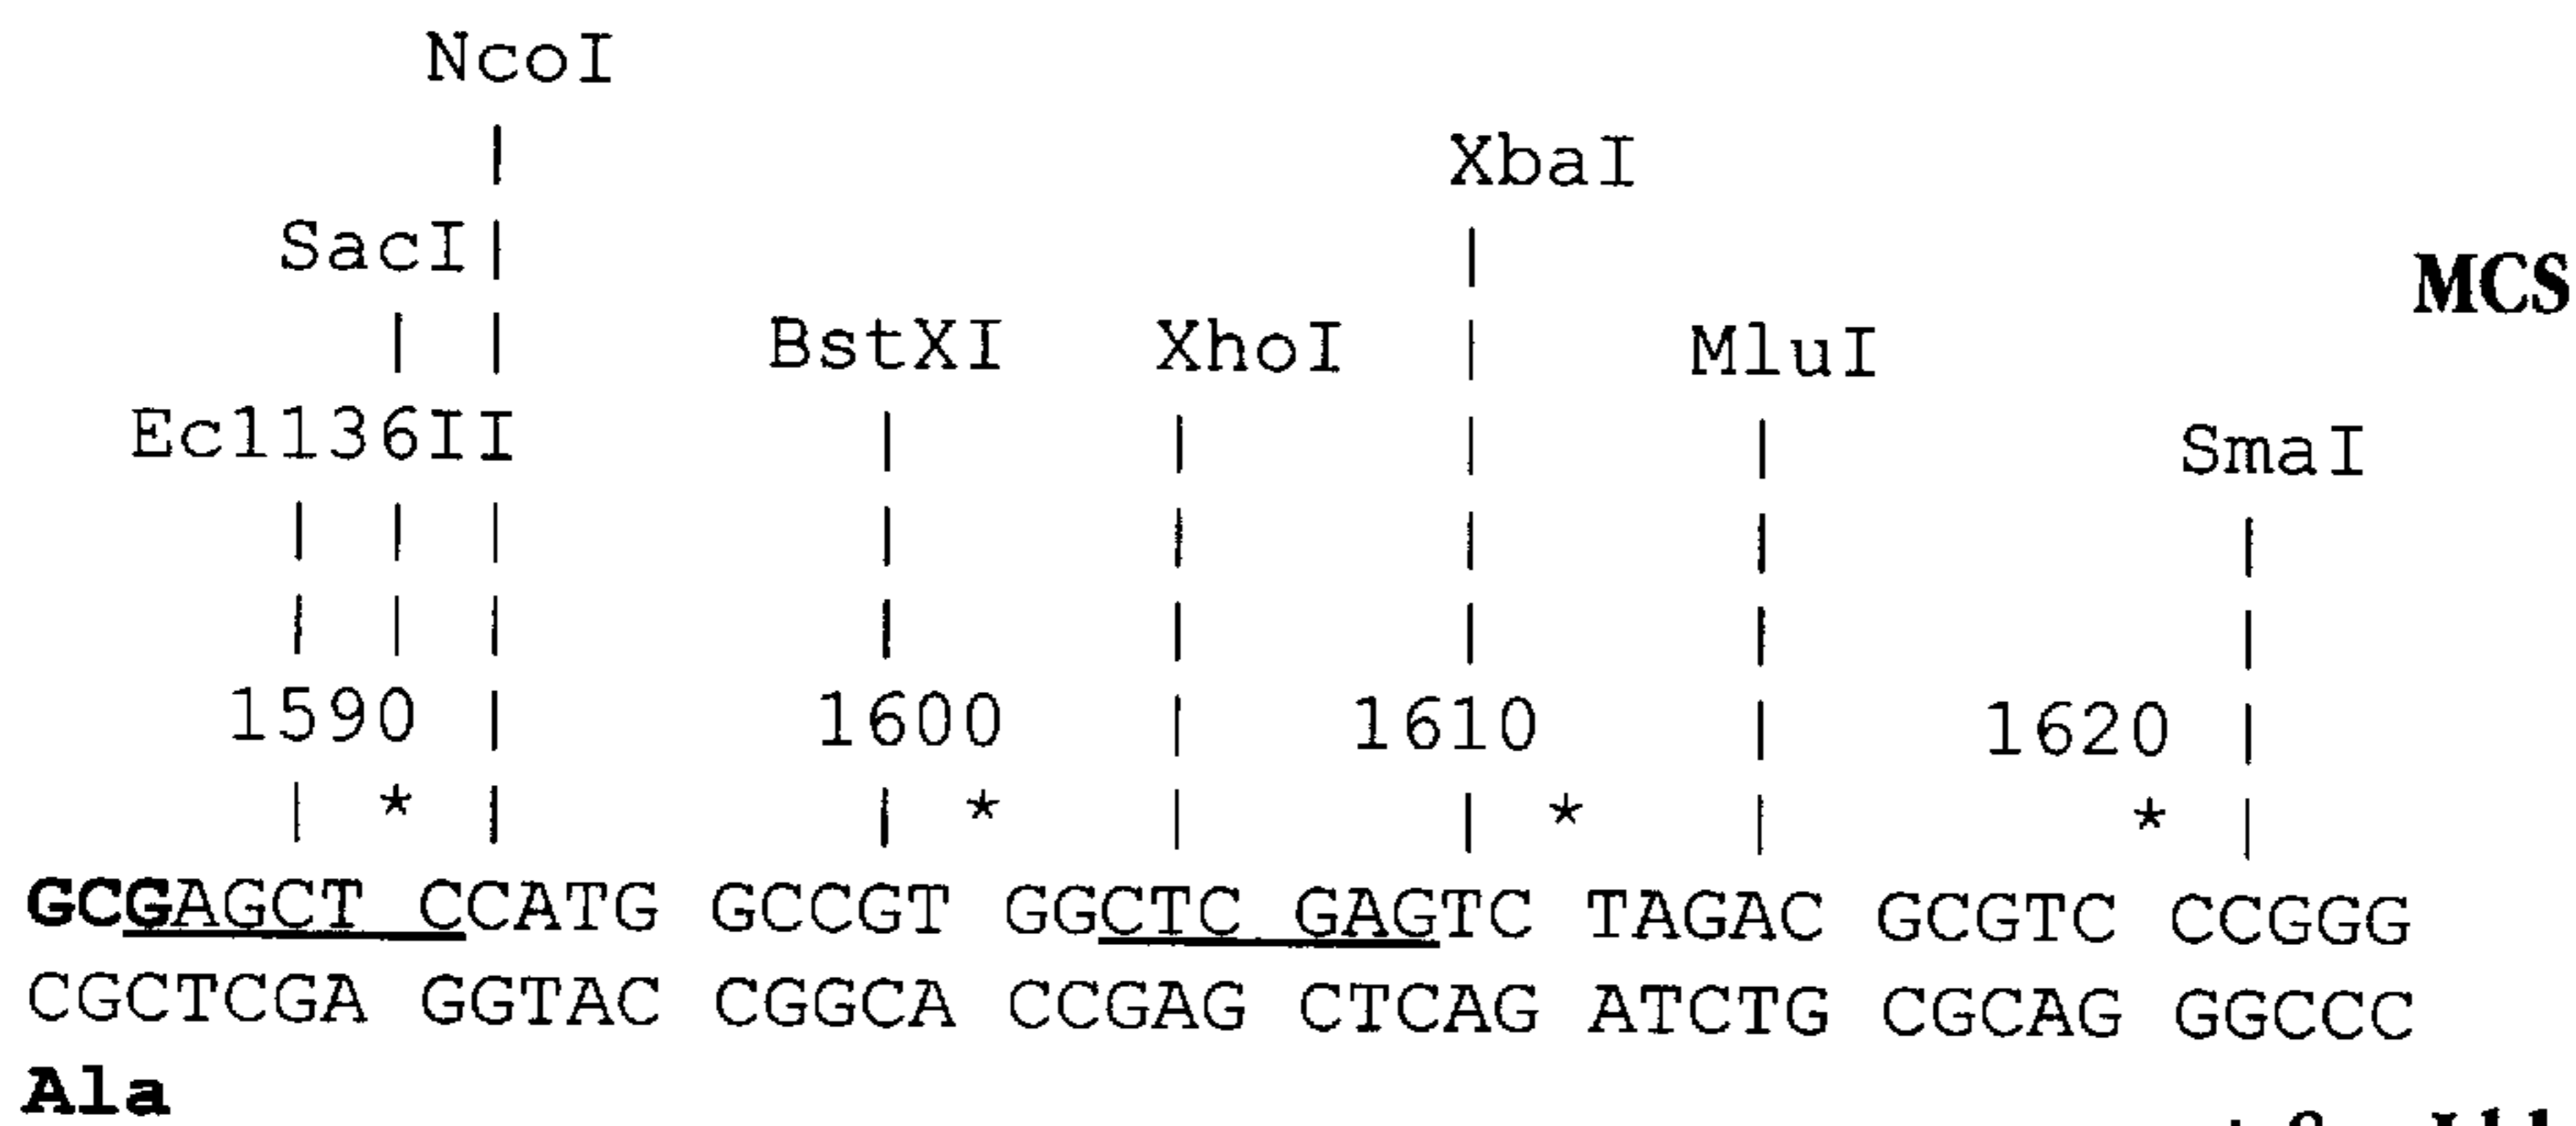 NcoI
XbaI
SacI
MCS
BstXI XhoI MluI
Ec1136II
SmaI
1590 1600 1610 1620
* * * *
GCGAGCT CCATG GCCGT GGCTC GAGTC TAGAC GCGTC CCGGG
CGCTCGA GGTAC CGGCA CCGAG CTCAG ATCTG CGCAG GGCCC
Ala